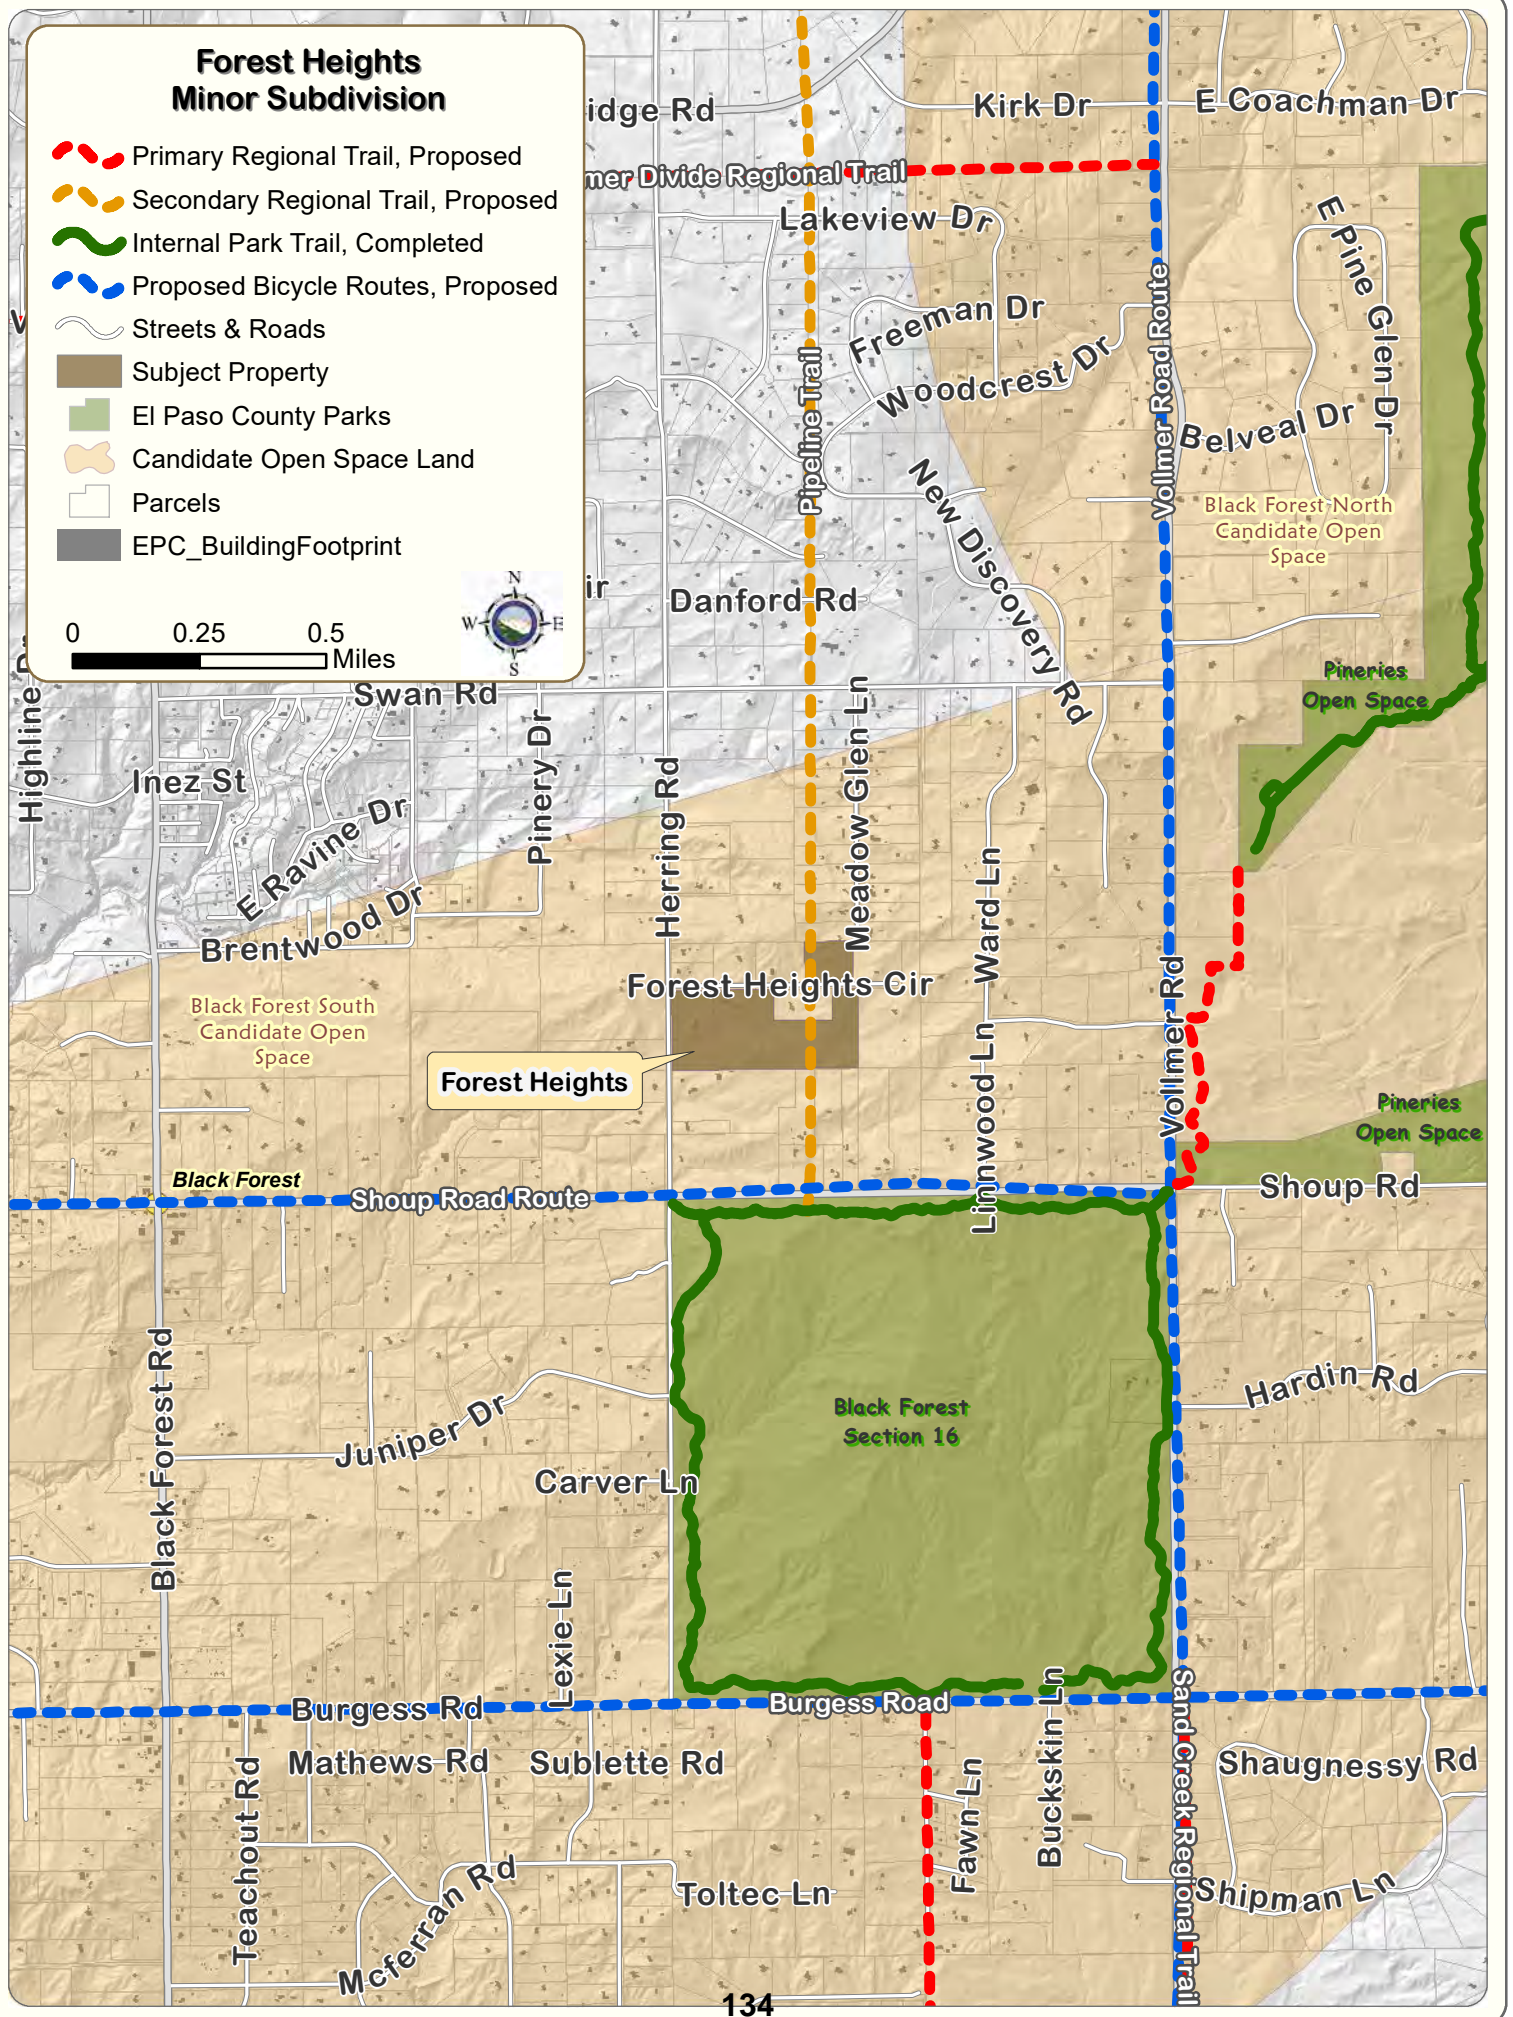 Forest Heights
Minor Subdivision
Primary Regional Trail, Proposed
Secondary Regional Trail, Proposed
Internal Park Trail, Completed
Proposed Bicycle Routes, Proposed
Streets & Roads
Subject Property
El Paso County Parks
Candidate Open Space Land
Parcels
EPC_BuildingFootprint
N
W E
S
0 0.25 0.5
Miles
idge Rd
Kirk Dr
E Coachman Dr
mer Divide Regional Trail
Lakeview Dr
E Pine Glen Dr
Freeman Dr
Woodcrest Dr
Vollmer Road Route
Pipeline Trail
Belveal Dr
New Discovery Rd
Black Forest North
Candidate Open
Space
ir
Danford Rd
Pineries
Open Space
Highline Dr
Swan Rd
Pinery Dr
Meadow Glen Ln
Inez St
E Ravine Dr
Herring Rd
Ward Ln
Brentwood Dr
Forest Heights Cir
Black Forest South
Candidate Open
Space
Vollmer Rd
Forest Heights
Linnwood Ln
Pineries
Open Space
Black Forest
Shoup Road Route
Shoup Rd
Black Forest Rd
Hardin Rd
Juniper Dr
Black Forest
Section 16
Carver Ln
Lexie Ln
Burgess Rd
Burgess Road
Buckskin Ln
Sand Creek Regional Trail
Mathews Rd
Sublette Rd
Shaugnessy Rd
Teachout Rd
Fawn Ln
Mcferran Rd
Toltec Ln
Shipman Ln
134